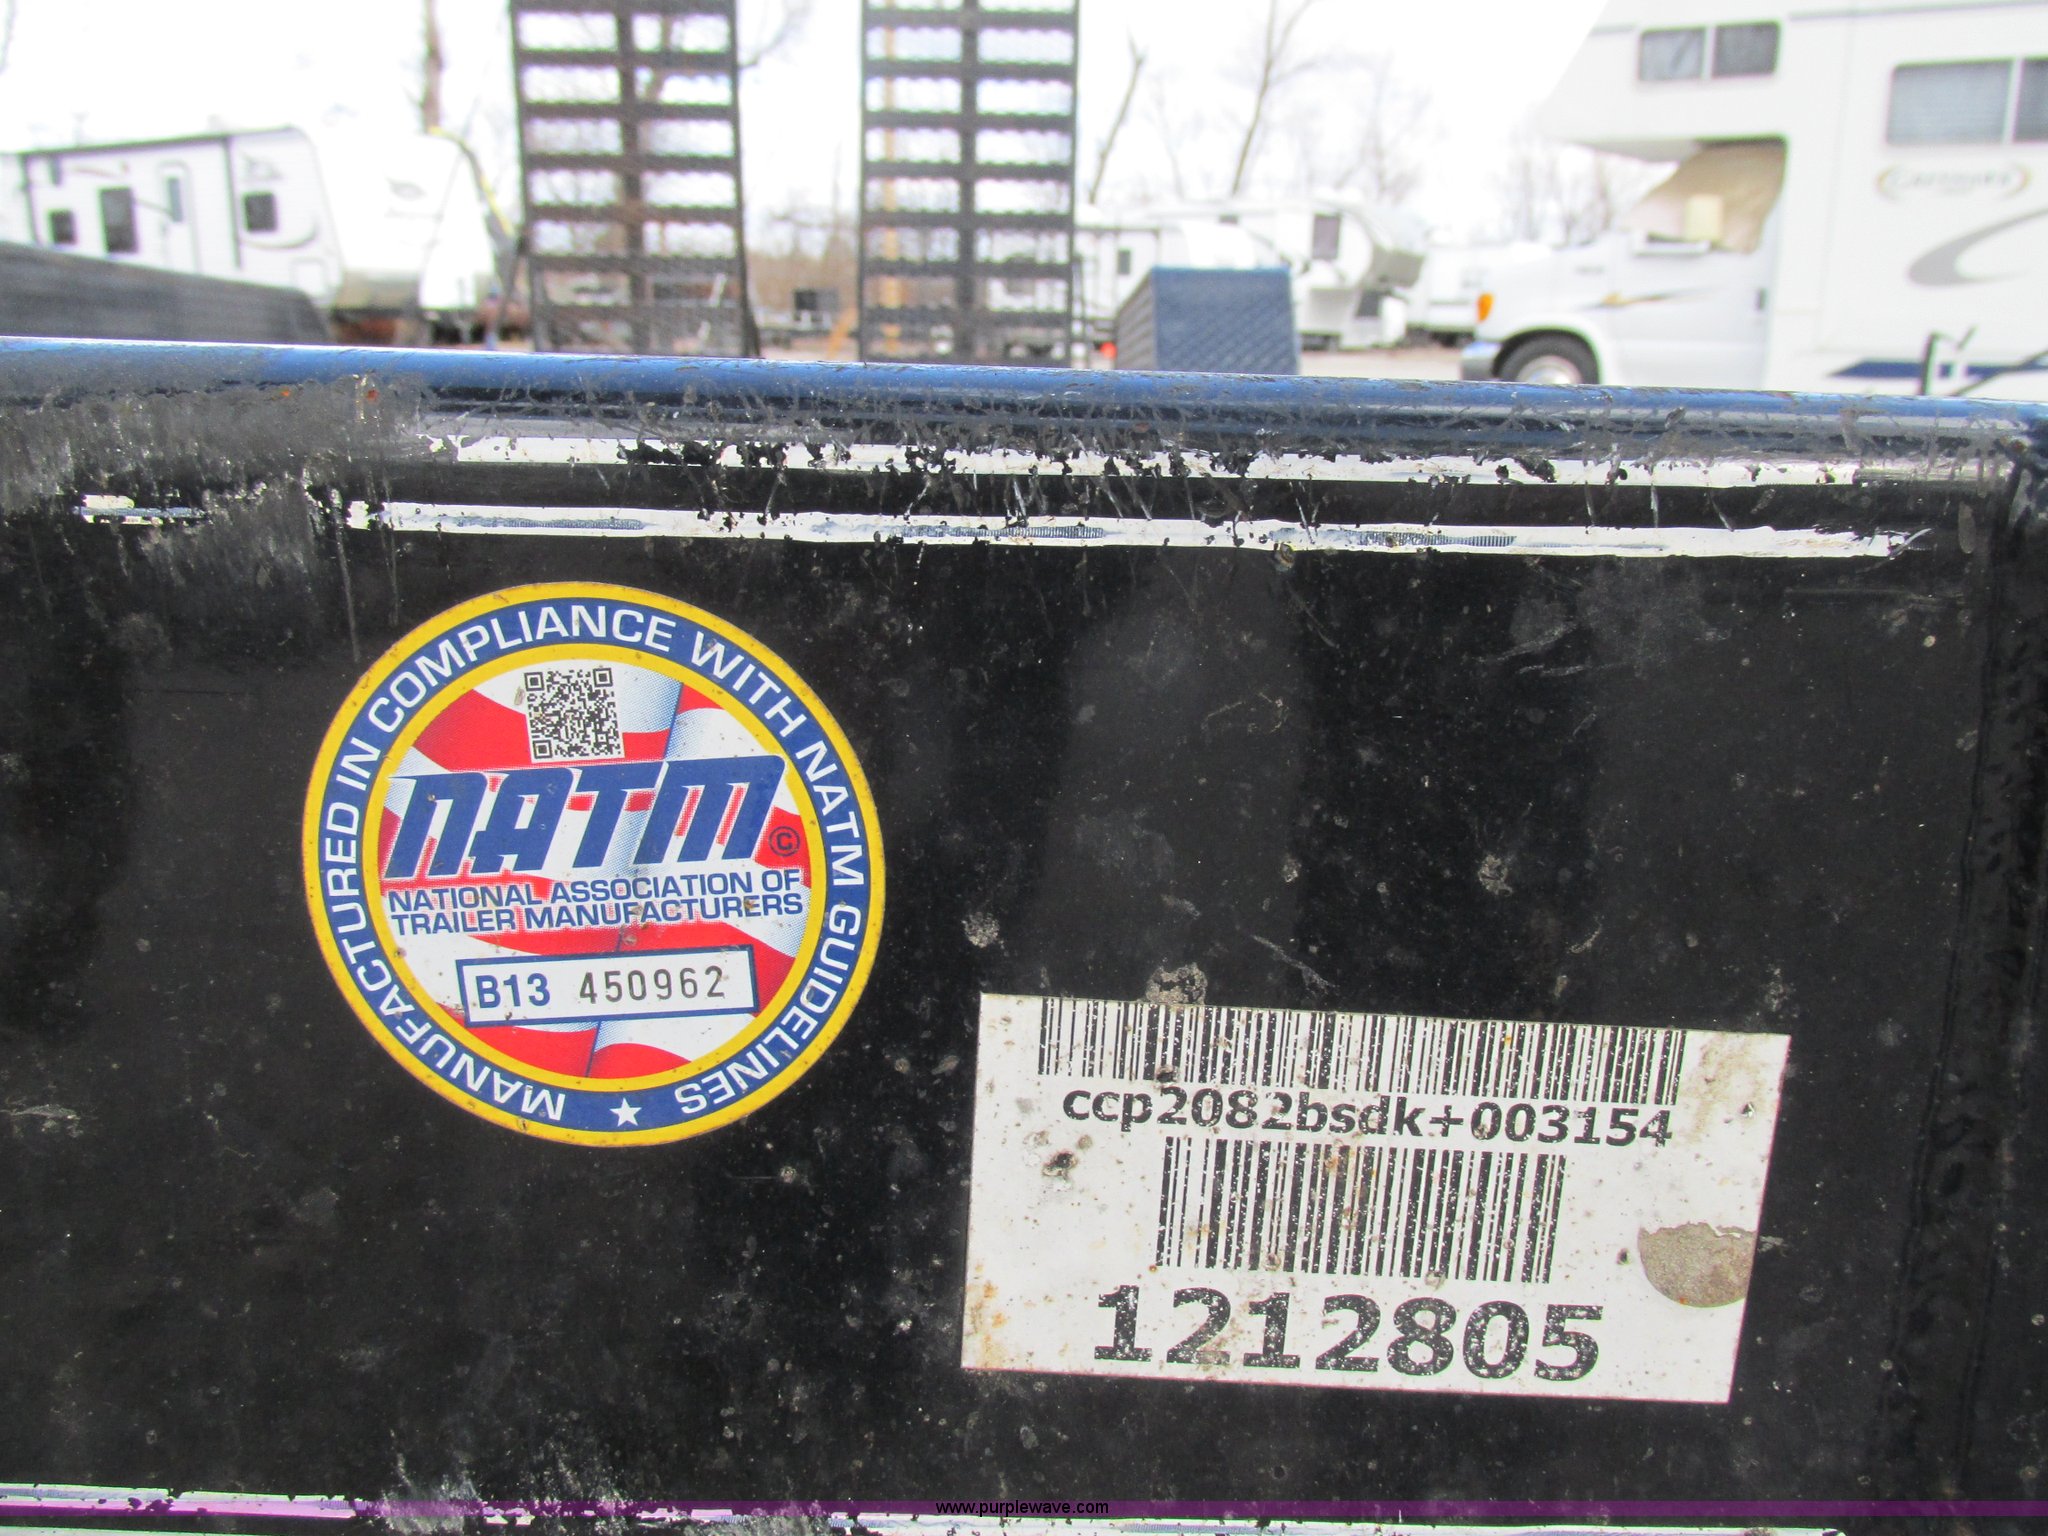 MANUFACTURED IN COMPLIANCE WITH NATM GUIDELINES
NATM ©
NATIONAL ASSOCIATION OF
TRAILER MANUFACTURERS
B13 450962
ccp2082bsdk+003154
1212805
www.purplewave.com